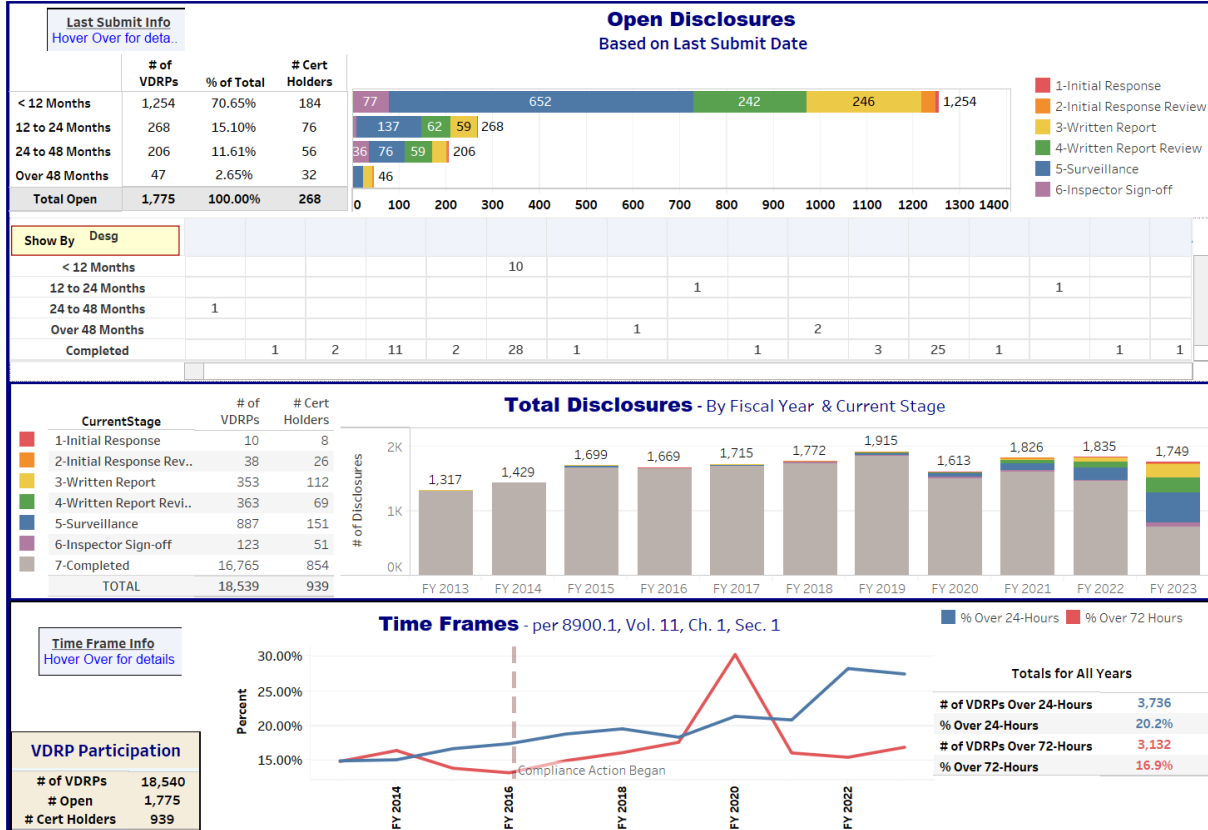 Last Submit Info
Hover Over for deta..
Open Disclosures
Based on Last Submit Date
# of VDRPs % of Total # Cert Holders
< 12 Months 1,254 70.65% 184
12 to 24 Months 268 15.10% 76
24 to 48 Months 206 11.61% 56
Over 48 Months 47 2.65% 32
Total Open 1,775 100.00% 268
77 652 242 246 1,254
137 62 59 268
36 76 59 206
46
0 100 200 300 400 500 600 700 800 900 1000 1100 1200 1300 1400
1-Initial Response
2-Initial Response Review
3-Written Report
4-Written Report Review
5-Surveillance
6-Inspector Sign-off
Show By Desg
< 12 Months 10
12 to 24 Months 1 1
24 to 48 Months 1
Over 48 Months 1 2
Completed 1 2 11 2 28 1 1 3 25 1 1 1
Total Disclosures - By Fiscal Year & Current Stage
CurrentStage # of VDRPs # Cert Holders
1-Initial Response 10 8
2-Initial Response Rev.. 38 26
3-Written Report 353 112
4-Written Report Revi.. 363 69
5-Surveillance 887 151
6-Inspector Sign-off 123 51
7-Completed 16,765 854
TOTAL 18,539 939
# of Disclosures
2K
1K
0K
1,317 1,429 1,699 1,669 1,715 1,772 1,915 1,613 1,826 1,835 1,749
FY 2013 FY 2014 FY 2015 FY 2016 FY 2017 FY 2018 FY 2019 FY 2020 FY 2021 FY 2022 FY 2023
Time Frame Info
Hover Over for details
Time Frames - per 8900.1, Vol. 11, Ch. 1, Sec. 1
% Over 24-Hours % Over 72 Hours
Percent
30.00%
25.00%
20.00%
15.00%
Compliance Action Began
FY 2014 FY 2016 FY 2018 FY 2020 FY 2022
Totals for All Years
# of VDRPs Over 24-Hours 3,736
% Over 24-Hours 20.2%
# of VDRPs Over 72-Hours 3,132
% Over 72-Hours 16.9%
VDRP Participation
# of VDRPs 18,540
# Open 1,775
# Cert Holders 939